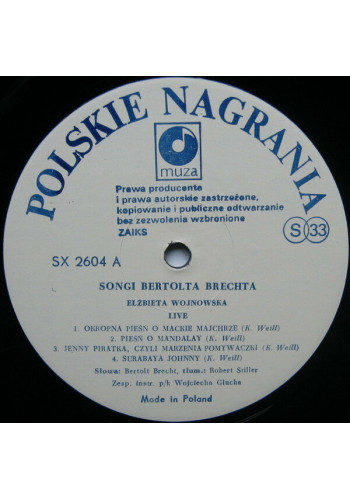 POLSKIE NAGRANIA
muza
Prawa producenta
i prawa autorskie zastrzeżone,
kopiowanie i publiczne odtwarzanie
bez zezwolenia wzbronione
ZAIKS
S 33
SX 2604 A
SONGI BERTOLTA BRECHTA
ELŻBIETA WOJNOWSKA
LIVE
1. OKROPNA PIEŚŃ O MACKIE MAJCHRZE (K. Weill)
2. PIEŚŃ O MANDALAY (K. Weill)
3. JENNY PIRATKA, CZYLI MARZENIA POMYWACZKI (K. Weill)
4. SURABAYA JOHNNY (K. Weill)
Słowa: Bertolt Brecht, tłum.: Robert Stiller
Zesp. instr. p/k Wojciecha Głucha
Made in Poland